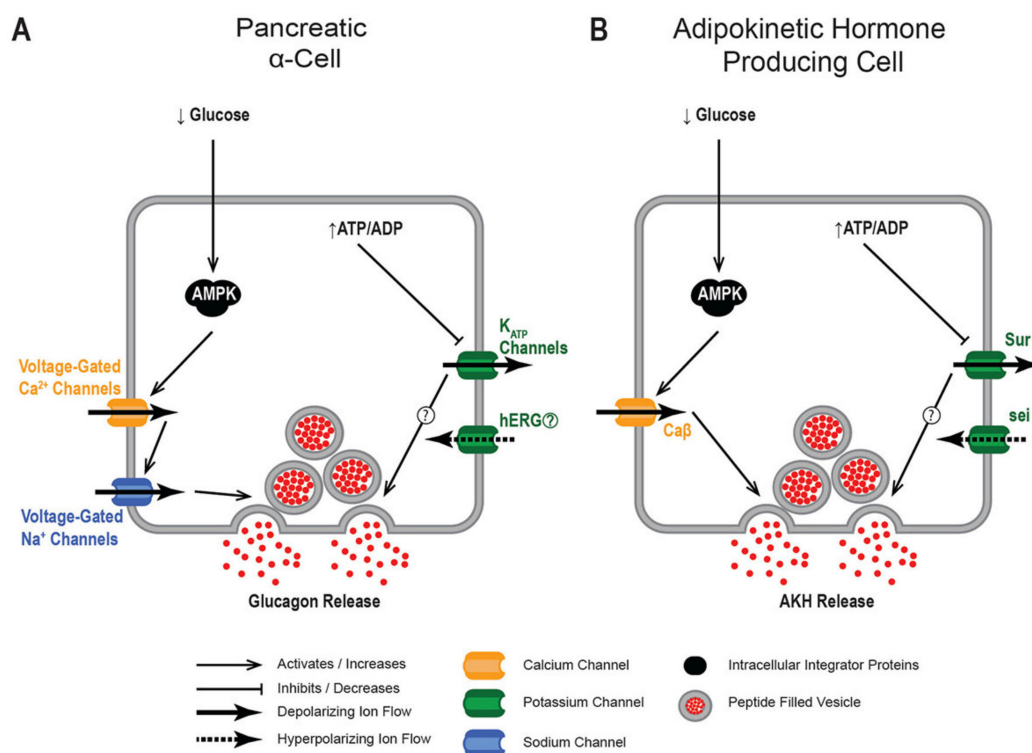 A
Pancreatic
α-Cell
↓ Glucose
↑ATP/ADP
AMPK
K_ATP
Channels
Voltage-Gated
Ca²⁺ Channels
?
hERG?
Voltage-Gated
Na⁺ Channels
Glucagon Release
B
Adipokinetic Hormone
Producing Cell
↓ Glucose
↑ATP/ADP
AMPK
Sur
Caβ
?
sei
AKH Release
Activates / Increases
Inhibits / Decreases
Depolarizing Ion Flow
Hyperpolarizing Ion Flow
Calcium Channel
Potassium Channel
Sodium Channel
Intracellular Integrator Proteins
Peptide Filled Vesicle